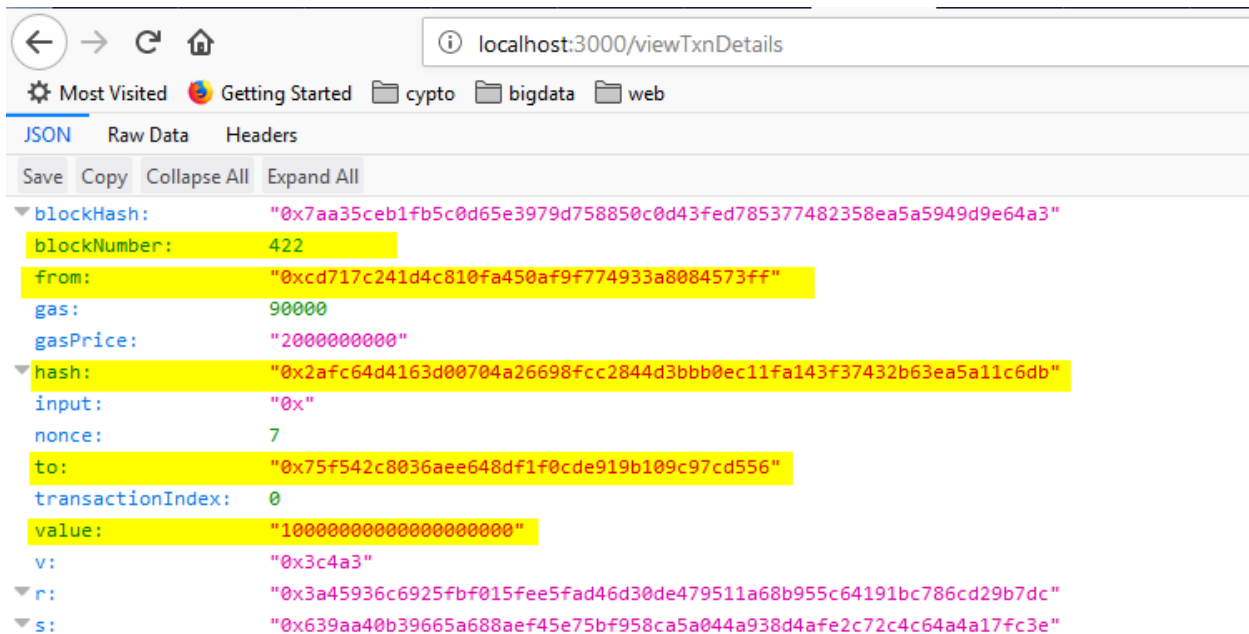 localhost:3000/viewTxnDetails
Most Visited Getting Started cypto bigdata web
JSON Raw Data Headers
Save Copy Collapse All Expand All
blockHash: "0x7aa35ceb1fb5c0d65e3979d758850c0d43fed785377482358ea5a5949d9e64a3"
blockNumber: 422
from: "0xcd717c241d4c810fa450af9f774933a8084573ff"
gas: 90000
gasPrice: "2000000000"
hash: "0x2afc64d4163d00704a26698fcc2844d3bbb0ec11fa143f37432b63ea5a11c6db"
input: "0x"
nonce: 7
to: "0x75f542c8036aee648df1f0cde919b109c97cd556"
transactionIndex: 0
value: "10000000000000000000"
v: "0x3c4a3"
r: "0x3a45936c6925fbf015fee5fad46d30de479511a68b955c64191bc786cd29b7dc"
s: "0x639aa40b39665a688aef45e75bf958ca5a044a938d4afe2c72c4c64a4a17fc3e"